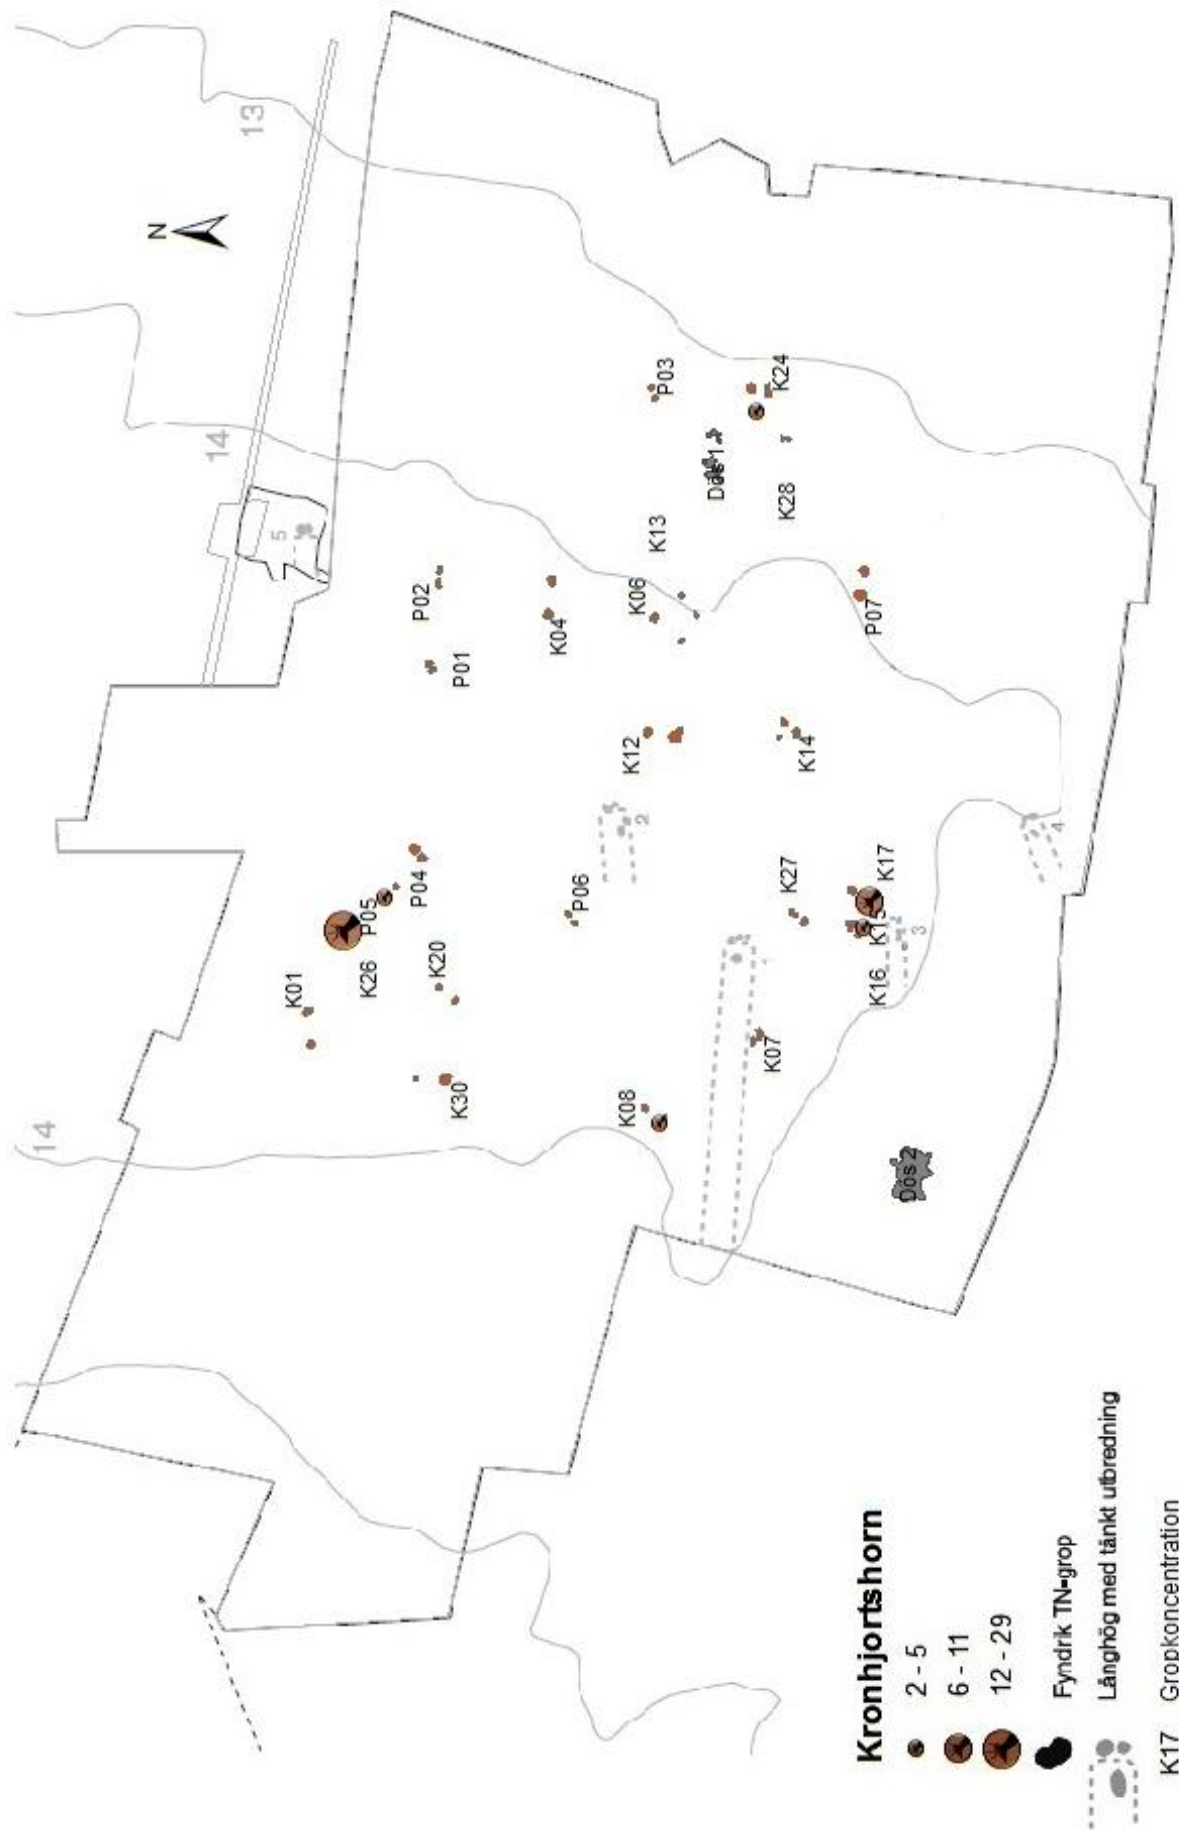 13
N
14
5
P03
K24
Dös 1
K28
K13
P02
K04
K06
P07
P01
K12
K14
2
4
P04
P05
P06
K27
K17
K15
3
K26
K20
K16
K01
K07
K30
K08
14
Dös 2
Kronhjortshorn
2 - 5
6 - 11
12 - 29
Fyndrik TN-grop
Långhög med tänkt utbredning
K17 Gropkoncentration